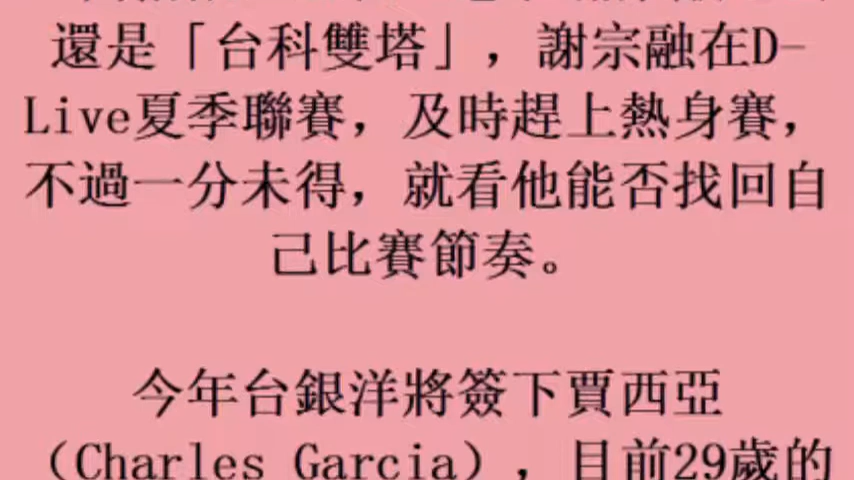 還是「台科雙塔」，謝宗融在D-
Live夏季聯賽，及時趕上熱身賽，
不過一分未得，就看他能否找回自
己比賽節奏。
今年台銀洋將簽下賈西亞
（Charles Garcia），目前29歲的